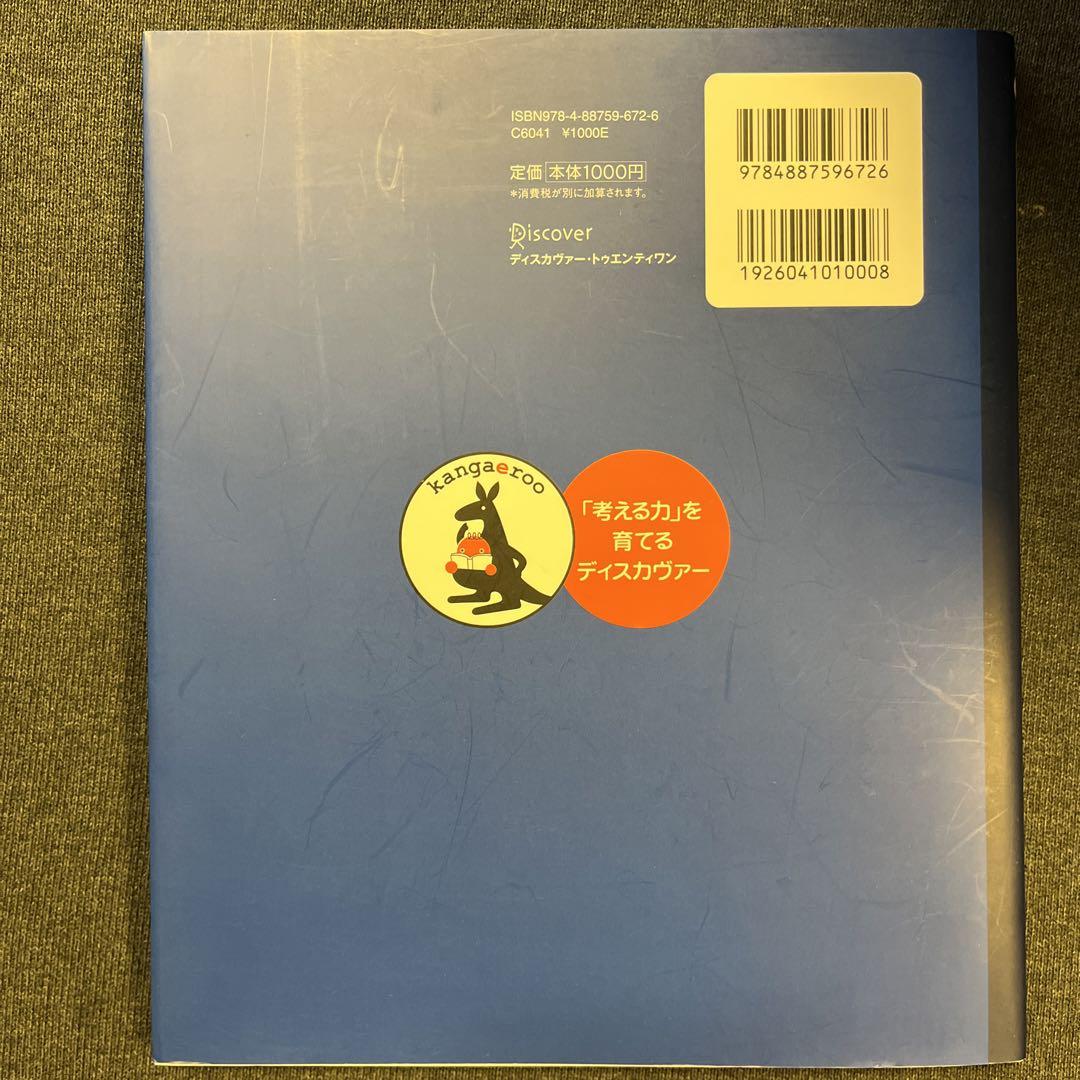 ISBN978-4-88759-672-6
C6041 ¥1000E
定価 本体1000円
*消費税が別に加算されます。
Discover
ディスカヴァー・トゥエンティワン
9784887596726
1926041010008
kangaeroo
「考える力」を
育てる
ディスカヴァー